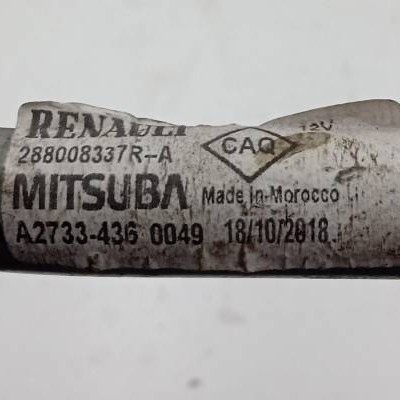 RENAULT
288008337R-A
CAQ
12V
MITSUBA Made in Morocco
A2733-436 0049 18/10/2018